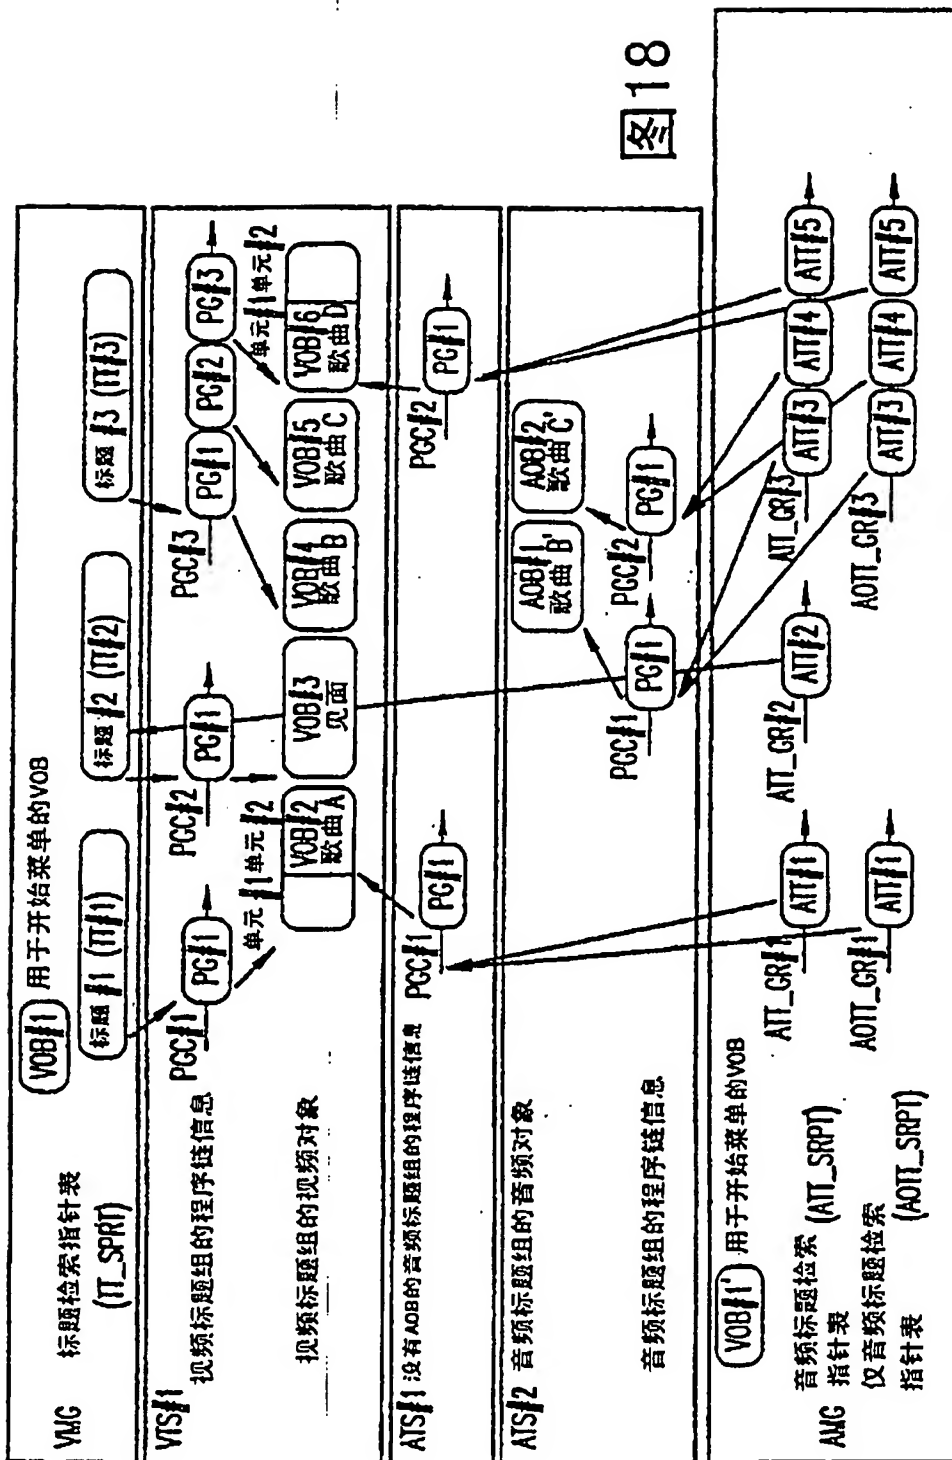 图18
VMG
标题检索指针表
(TT_SPRT)
VOB#1 用于开始菜单的VOB
标题 #1 (TT#1)
标题 #2 (TT#2)
标题 #3 (TT#3)
VTS#1
视频标题组的程序链信息
PGC#1
PG#1
PGC#2
PG#1
PGC#3
PG#1
PG#2
PG#3
视频标题组的视频对象
单元#1 单元#2
VOB#2
歌曲A
VOB#3
页面
VOB#4
歌曲B
VOB#5
歌曲C
单元#1 单元#2
VOB#6
歌曲D
ATS#1 没有AOB的音频标题组的程序链信息
PGC#1
PG#1
PGC#2
PG#1
ATS#2 音频标题组的音频对象
AOB#1
歌曲B'
AOB#2
歌曲C'
音频标题组的程序链信息
PGC#1
PG#1
PGC#2
PG#1
AMG
VOB#1' 用于开始菜单的VOB
音频标题检索
指针表
(ATT_SRPT)
ATT_GR#1
ATT#1
ATT_GR#2
ATT#2
ATT_GR#3
ATT#3
ATT#4
ATT#5
仅音频标题检索
指针表
(AOTT_SRPT)
AOTT_GR#1
ATT#1
AOTT_GR#3
ATT#3
ATT#4
ATT#5